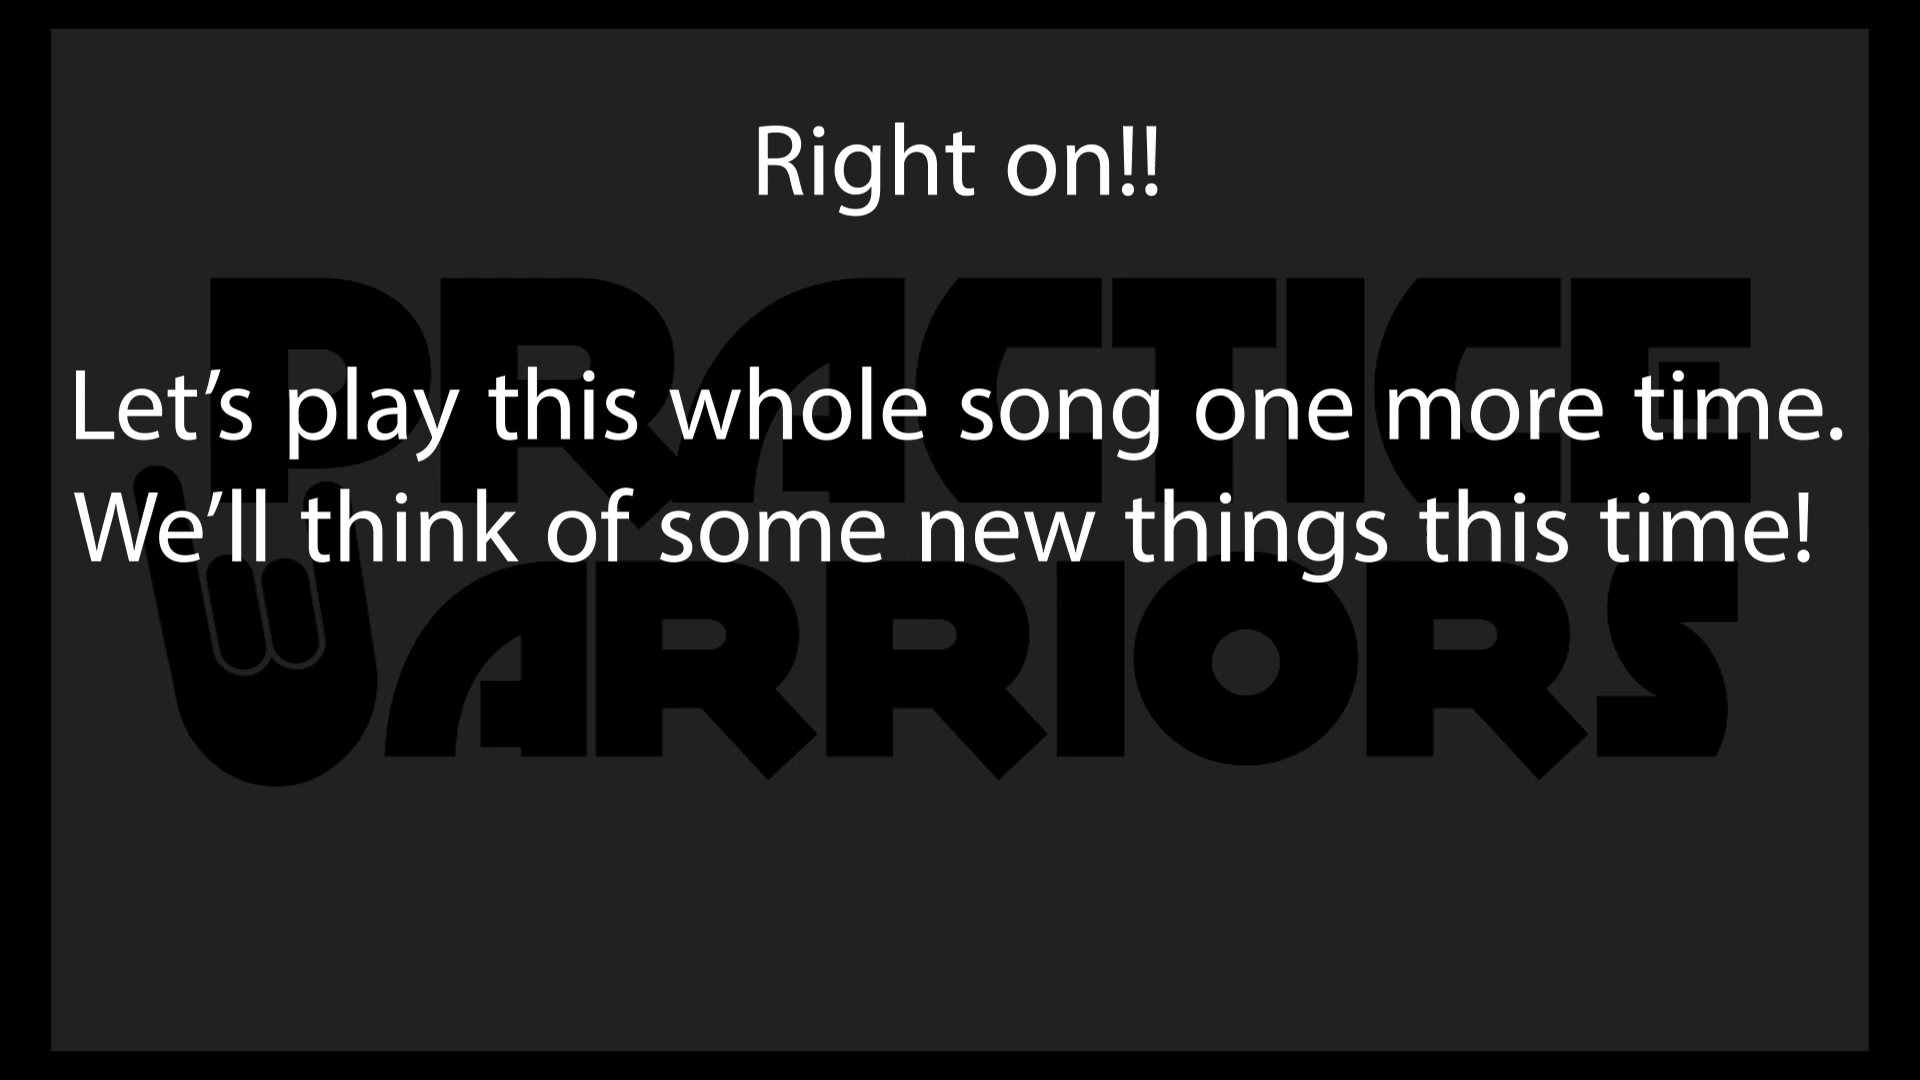 Right on!!
PRACTICE
Let’s play this whole song one more time.
We’ll think of some new things this time!
WARRIORS